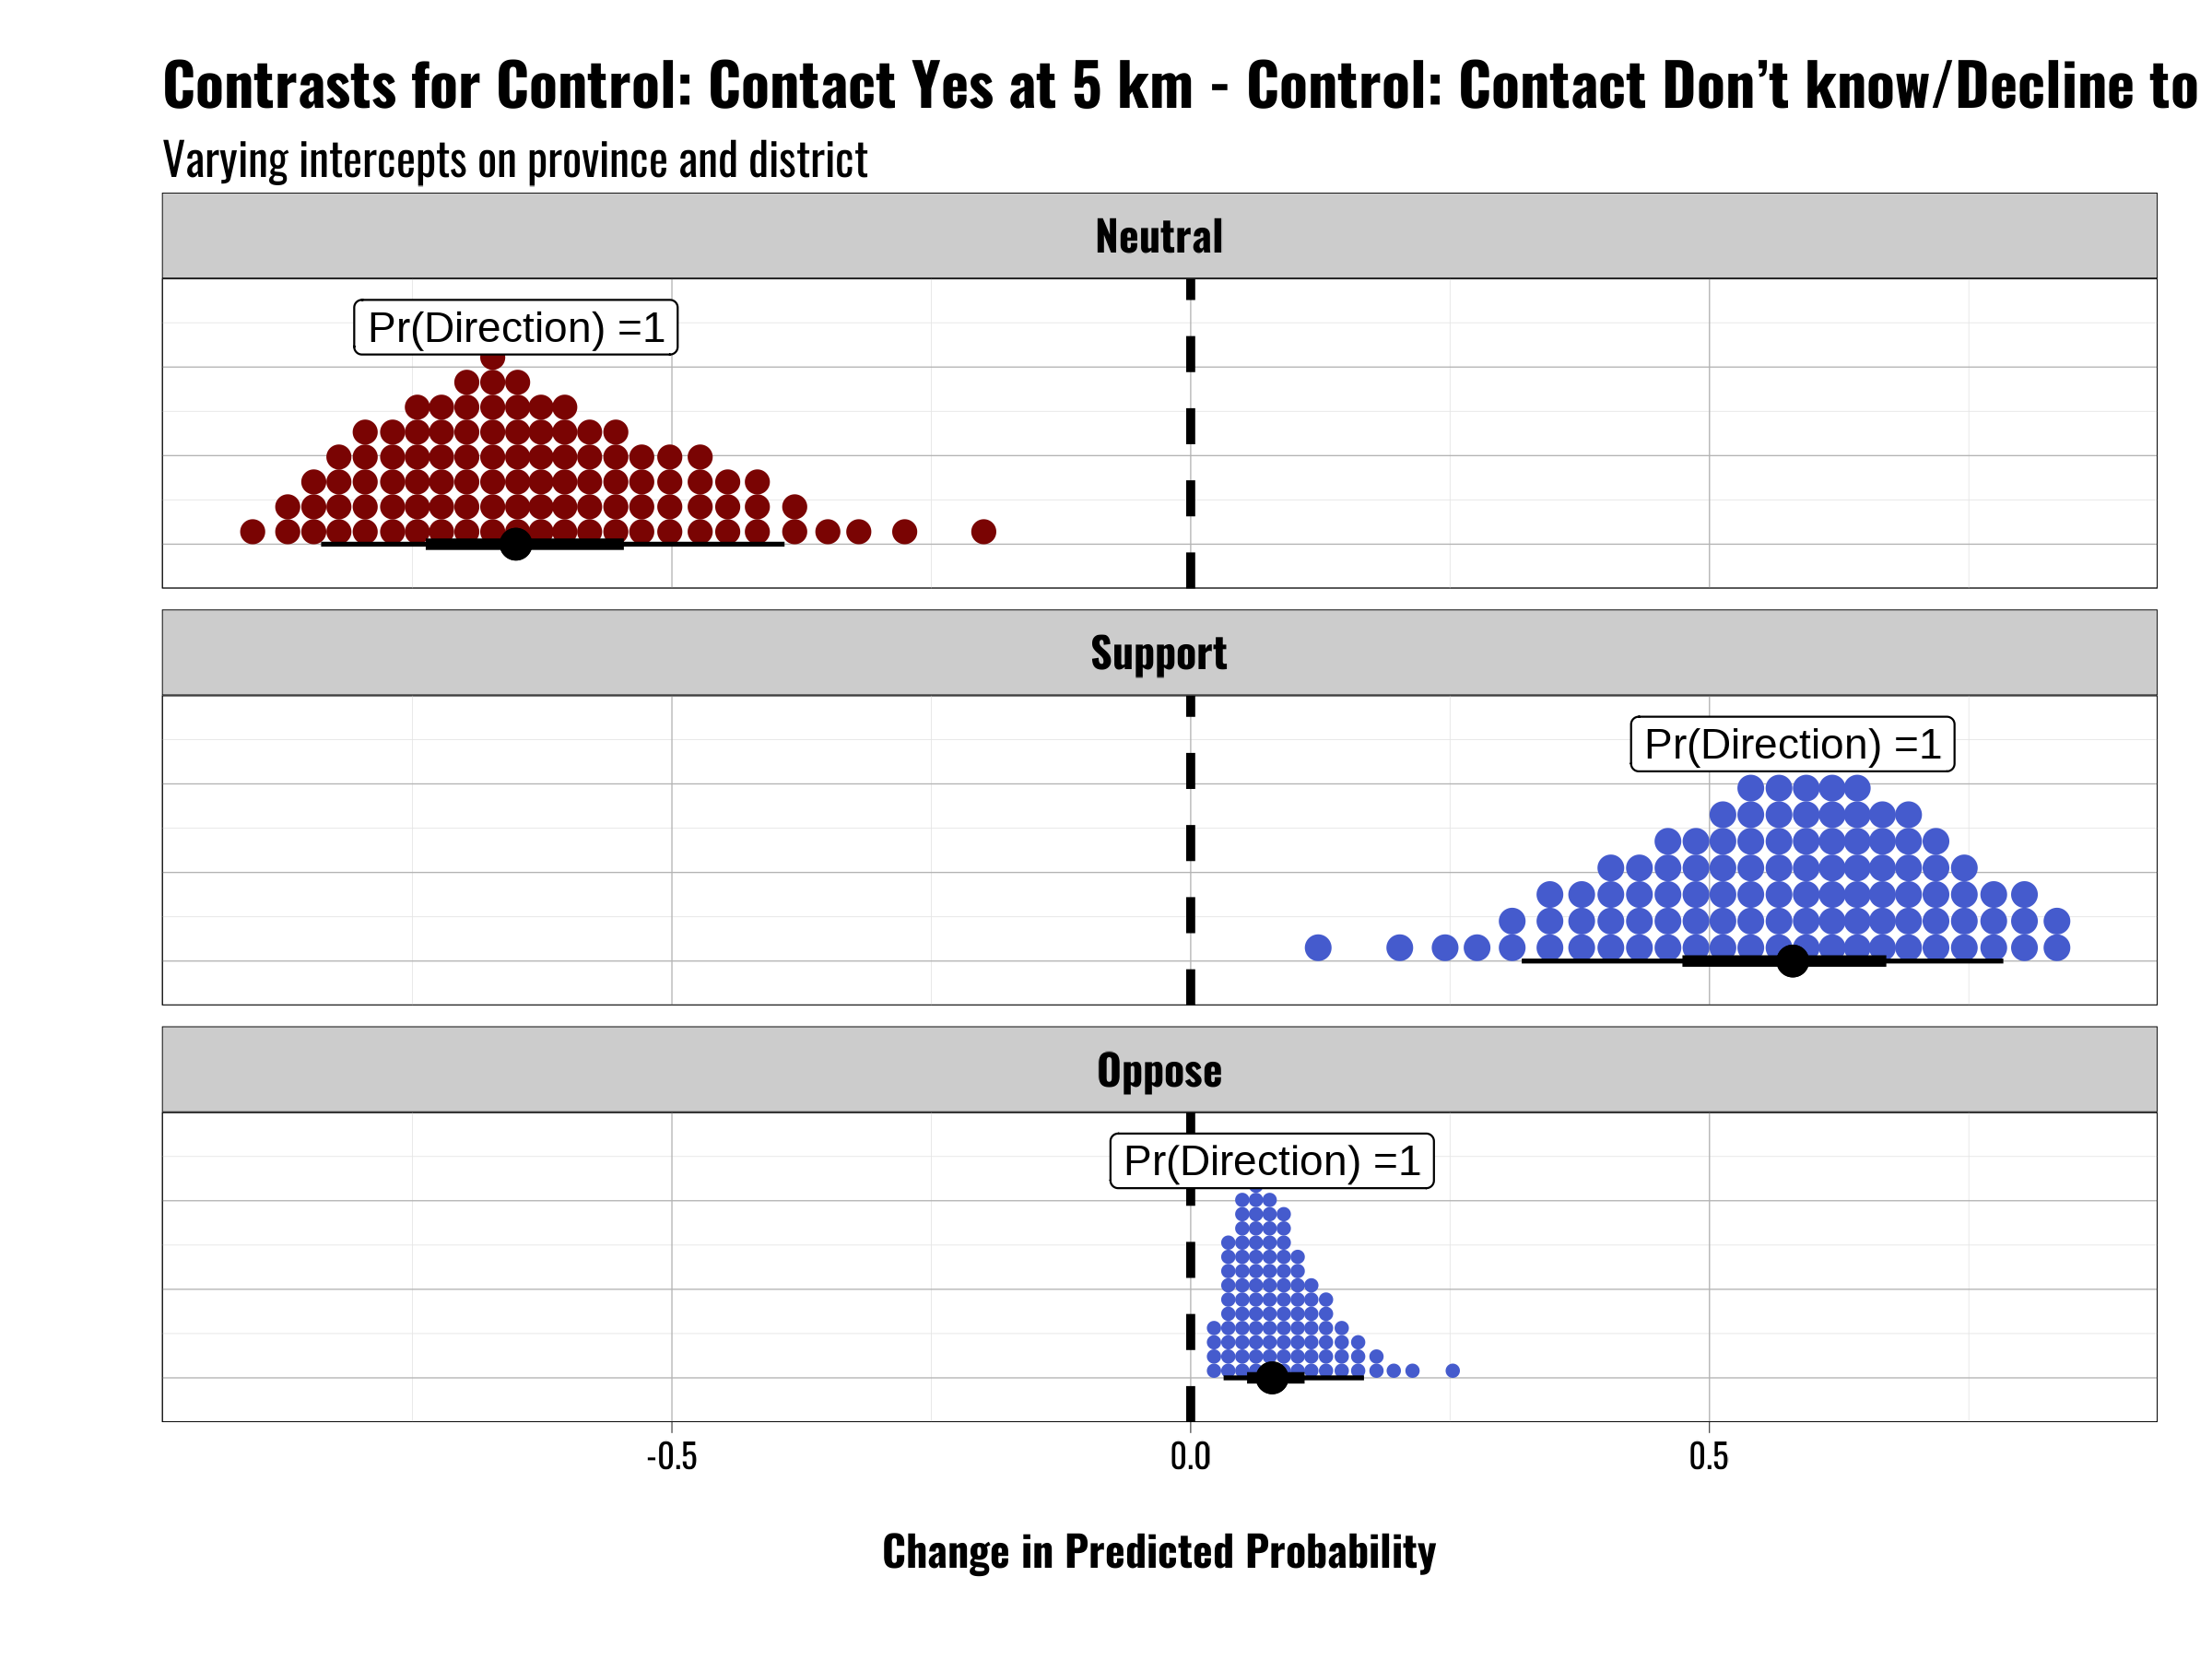 Contrasts for Control: Contact Yes at 5 km - Control: Contact Don’t know/Decline to
Varying intercepts on province and district
Neutral
Pr(Direction) =1
Support
Pr(Direction) =1
Oppose
Pr(Direction) =1
-0.5 0.0 0.5
Change in Predicted Probability